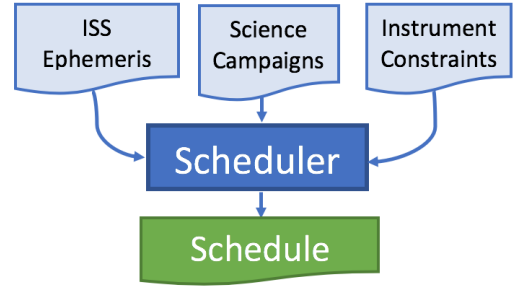 ISS
Ephemeris
Science
Campaigns
Instrument
Constraints
Scheduler
Schedule